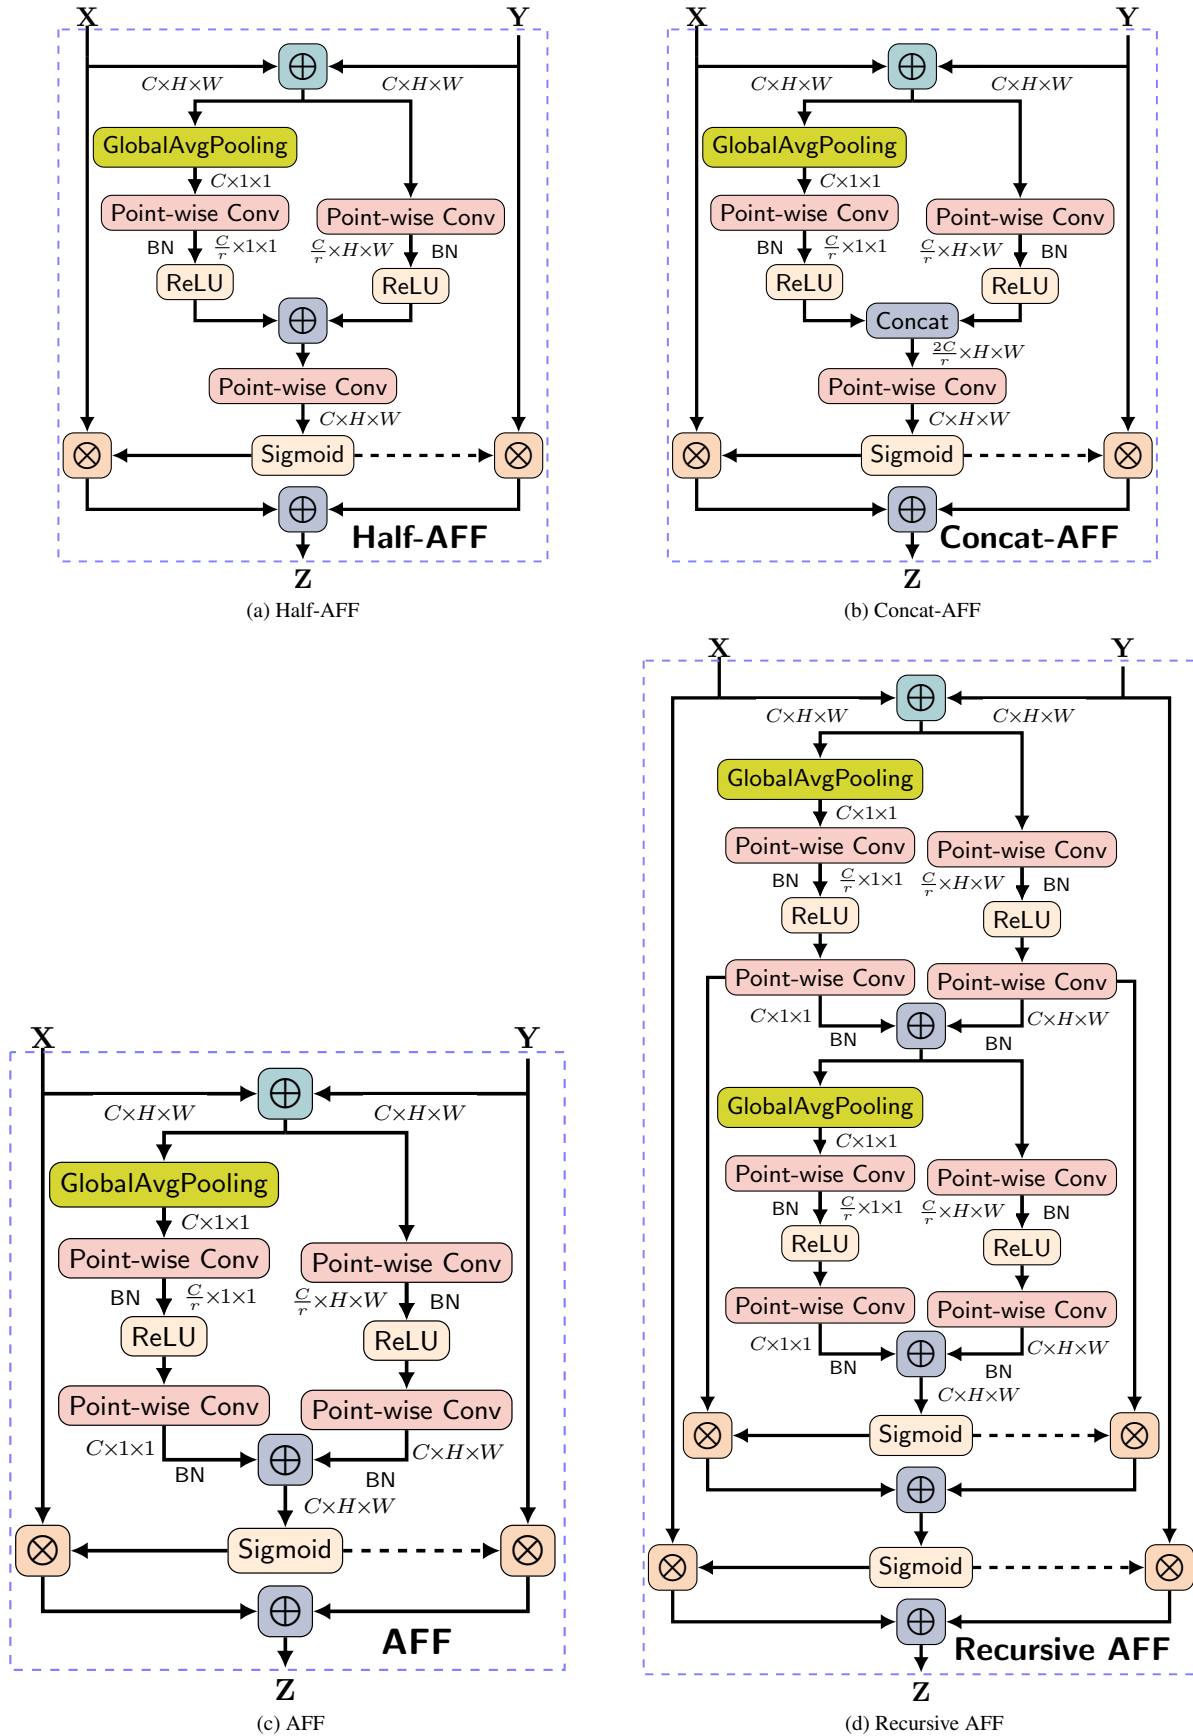 X Y
⊕
C×H×W C×H×W
GlobalAvgPooling
C×1×1
Point-wise Conv Point-wise Conv
BN C/r×1×1 C/r×H×W BN
ReLU ReLU
⊕
Point-wise Conv
C×H×W
⊗ Sigmoid ⊗
⊕
Half-AFF
Z
(a) Half-AFF
X Y
⊕
C×H×W C×H×W
GlobalAvgPooling
C×1×1
Point-wise Conv Point-wise Conv
BN C/r×1×1 C/r×H×W BN
ReLU ReLU
Concat
2C/r×H×W
Point-wise Conv
C×H×W
⊗ Sigmoid ⊗
⊕
Concat-AFF
Z
(b) Concat-AFF
X Y
⊕
C×H×W C×H×W
GlobalAvgPooling
C×1×1
Point-wise Conv Point-wise Conv
BN C/r×1×1 C/r×H×W BN
ReLU ReLU
Point-wise Conv Point-wise Conv
C×1×1 ⊕ C×H×W
BN BN
C×H×W
⊗ Sigmoid ⊗
⊕
AFF
Z
(c) AFF
X Y
⊕
C×H×W C×H×W
GlobalAvgPooling
C×1×1
Point-wise Conv Point-wise Conv
BN C/r×1×1 C/r×H×W BN
ReLU ReLU
Point-wise Conv Point-wise Conv
C×1×1 ⊕ C×H×W
BN BN
GlobalAvgPooling
C×1×1
Point-wise Conv Point-wise Conv
BN C/r×1×1 C/r×H×W BN
ReLU ReLU
Point-wise Conv Point-wise Conv
C×1×1 ⊕ C×H×W
BN BN
C×H×W
⊗ Sigmoid ⊗
⊕
⊗ Sigmoid ⊗
⊕
Recursive AFF
Z
(d) Recursive AFF